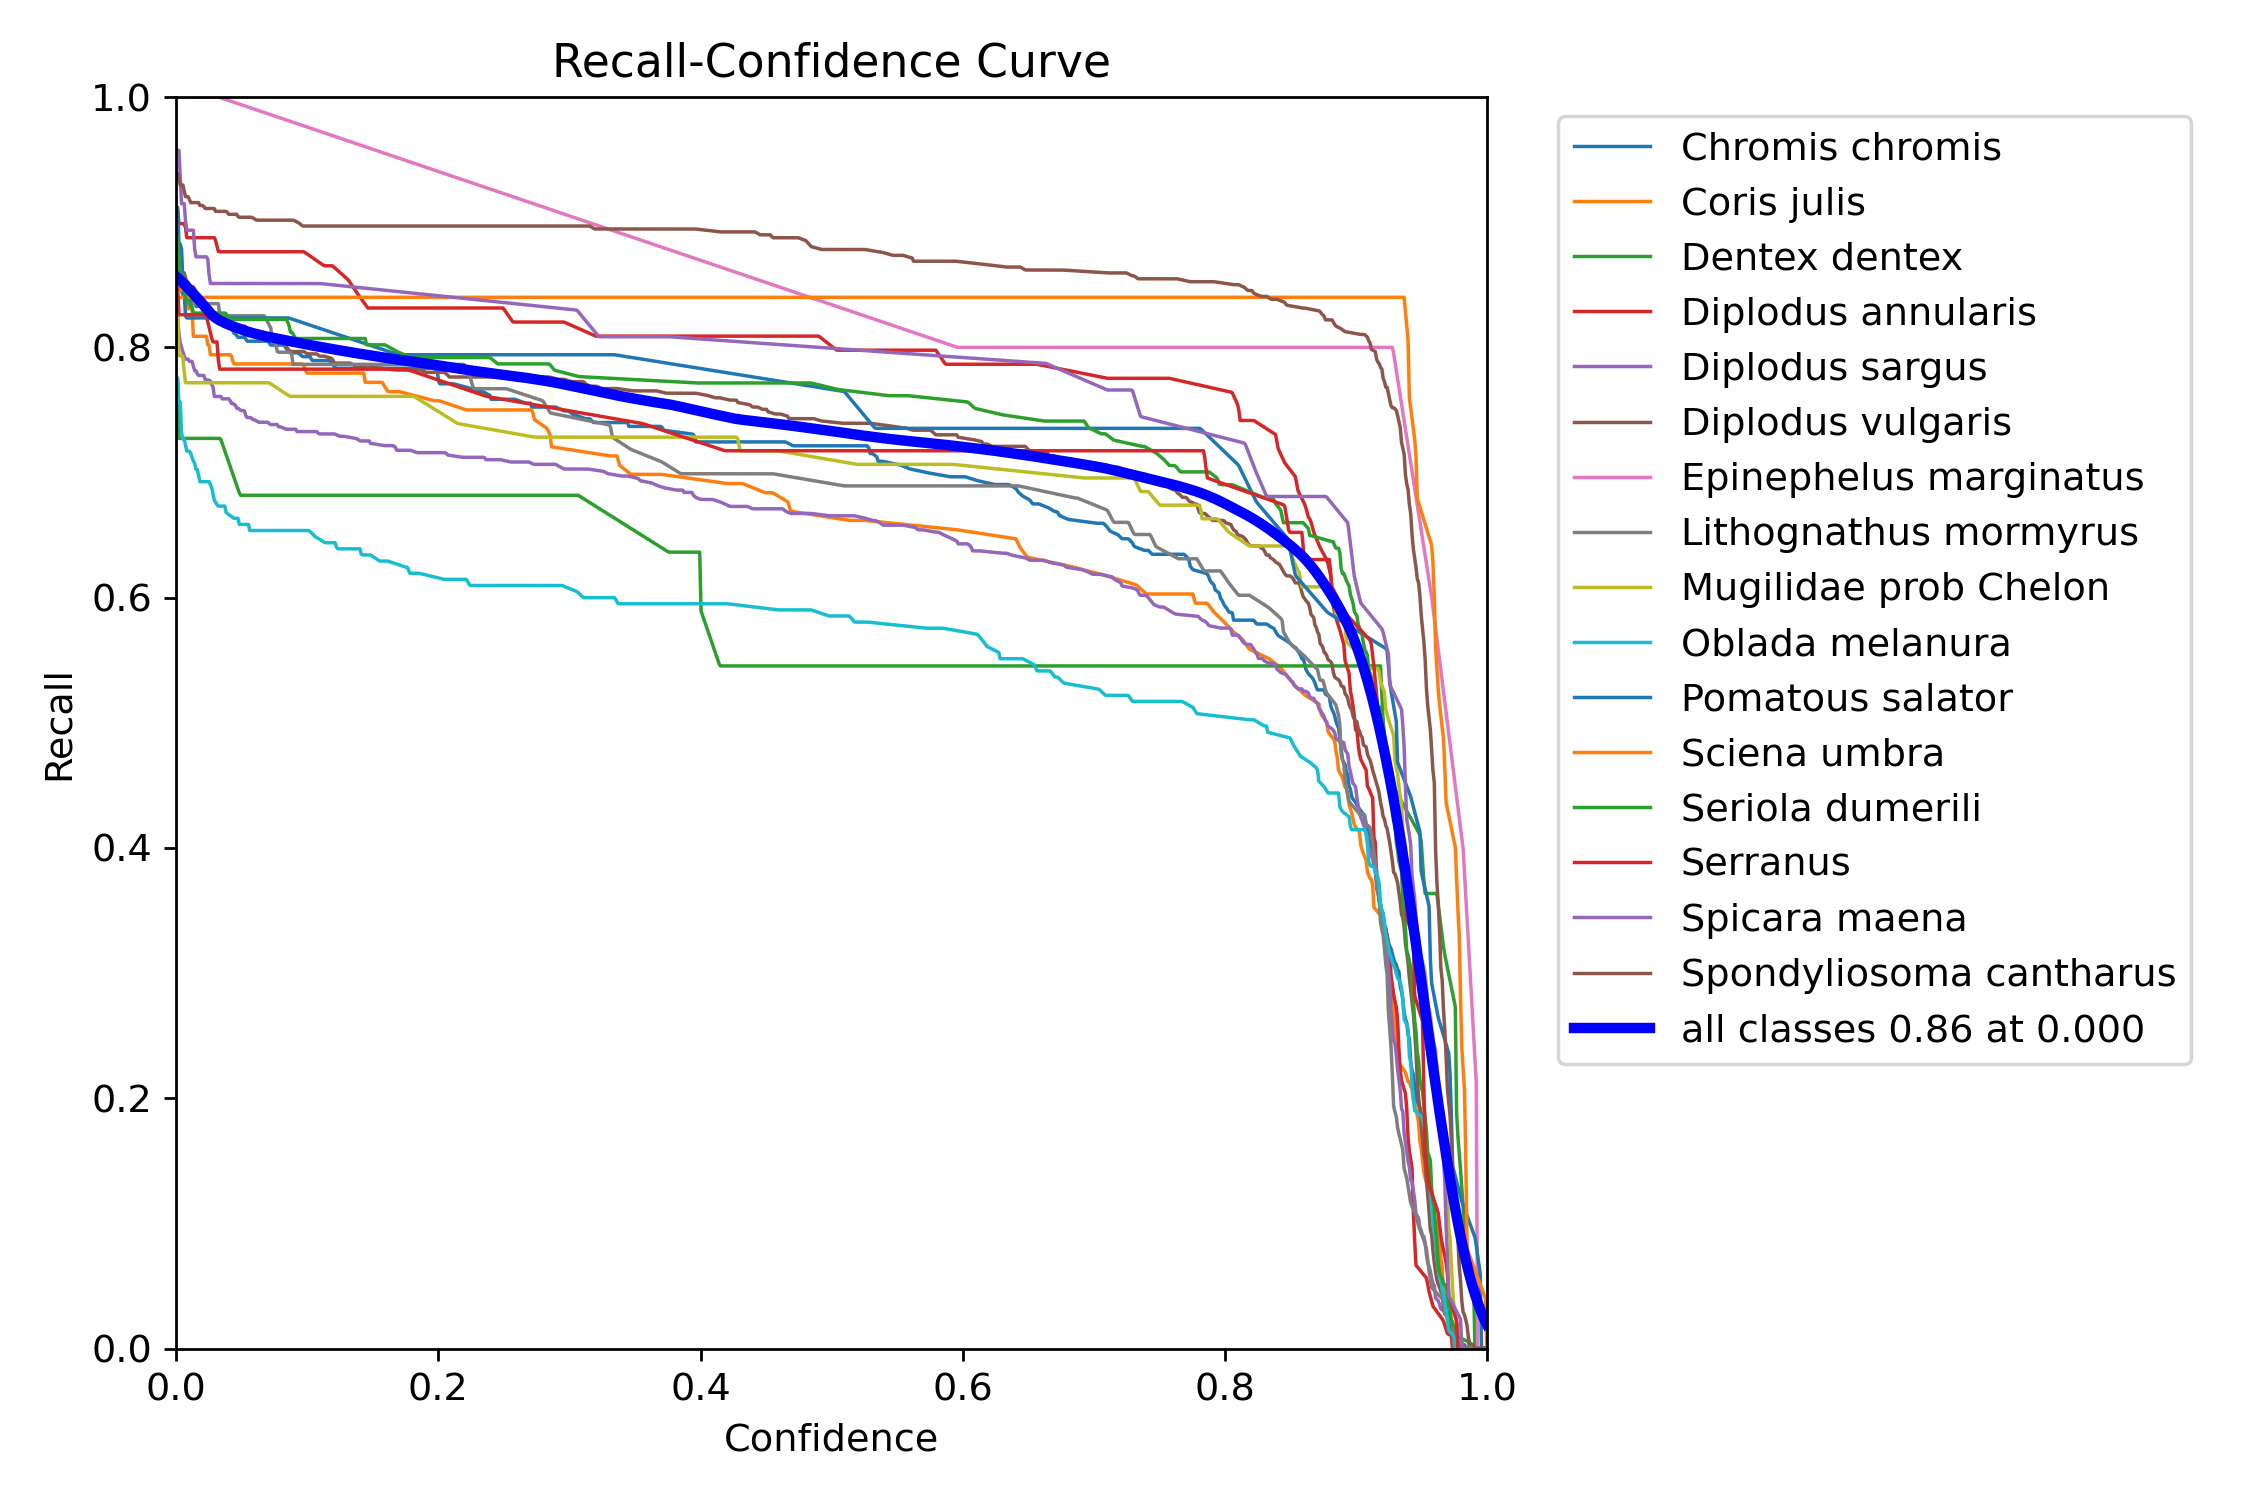 Recall-Confidence Curve
1.0
0.8
0.6
0.4
0.2
0.0
Recall
0.0 0.2 0.4 0.6 0.8 1.0
Confidence
Chromis chromis
Coris julis
Dentex dentex
Diplodus annularis
Diplodus sargus
Diplodus vulgaris
Epinephelus marginatus
Lithognathus mormyrus
Mugilidae prob Chelon
Oblada melanura
Pomatous salator
Sciena umbra
Seriola dumerili
Serranus
Spicara maena
Spondyliosoma cantharus
all classes 0.86 at 0.000